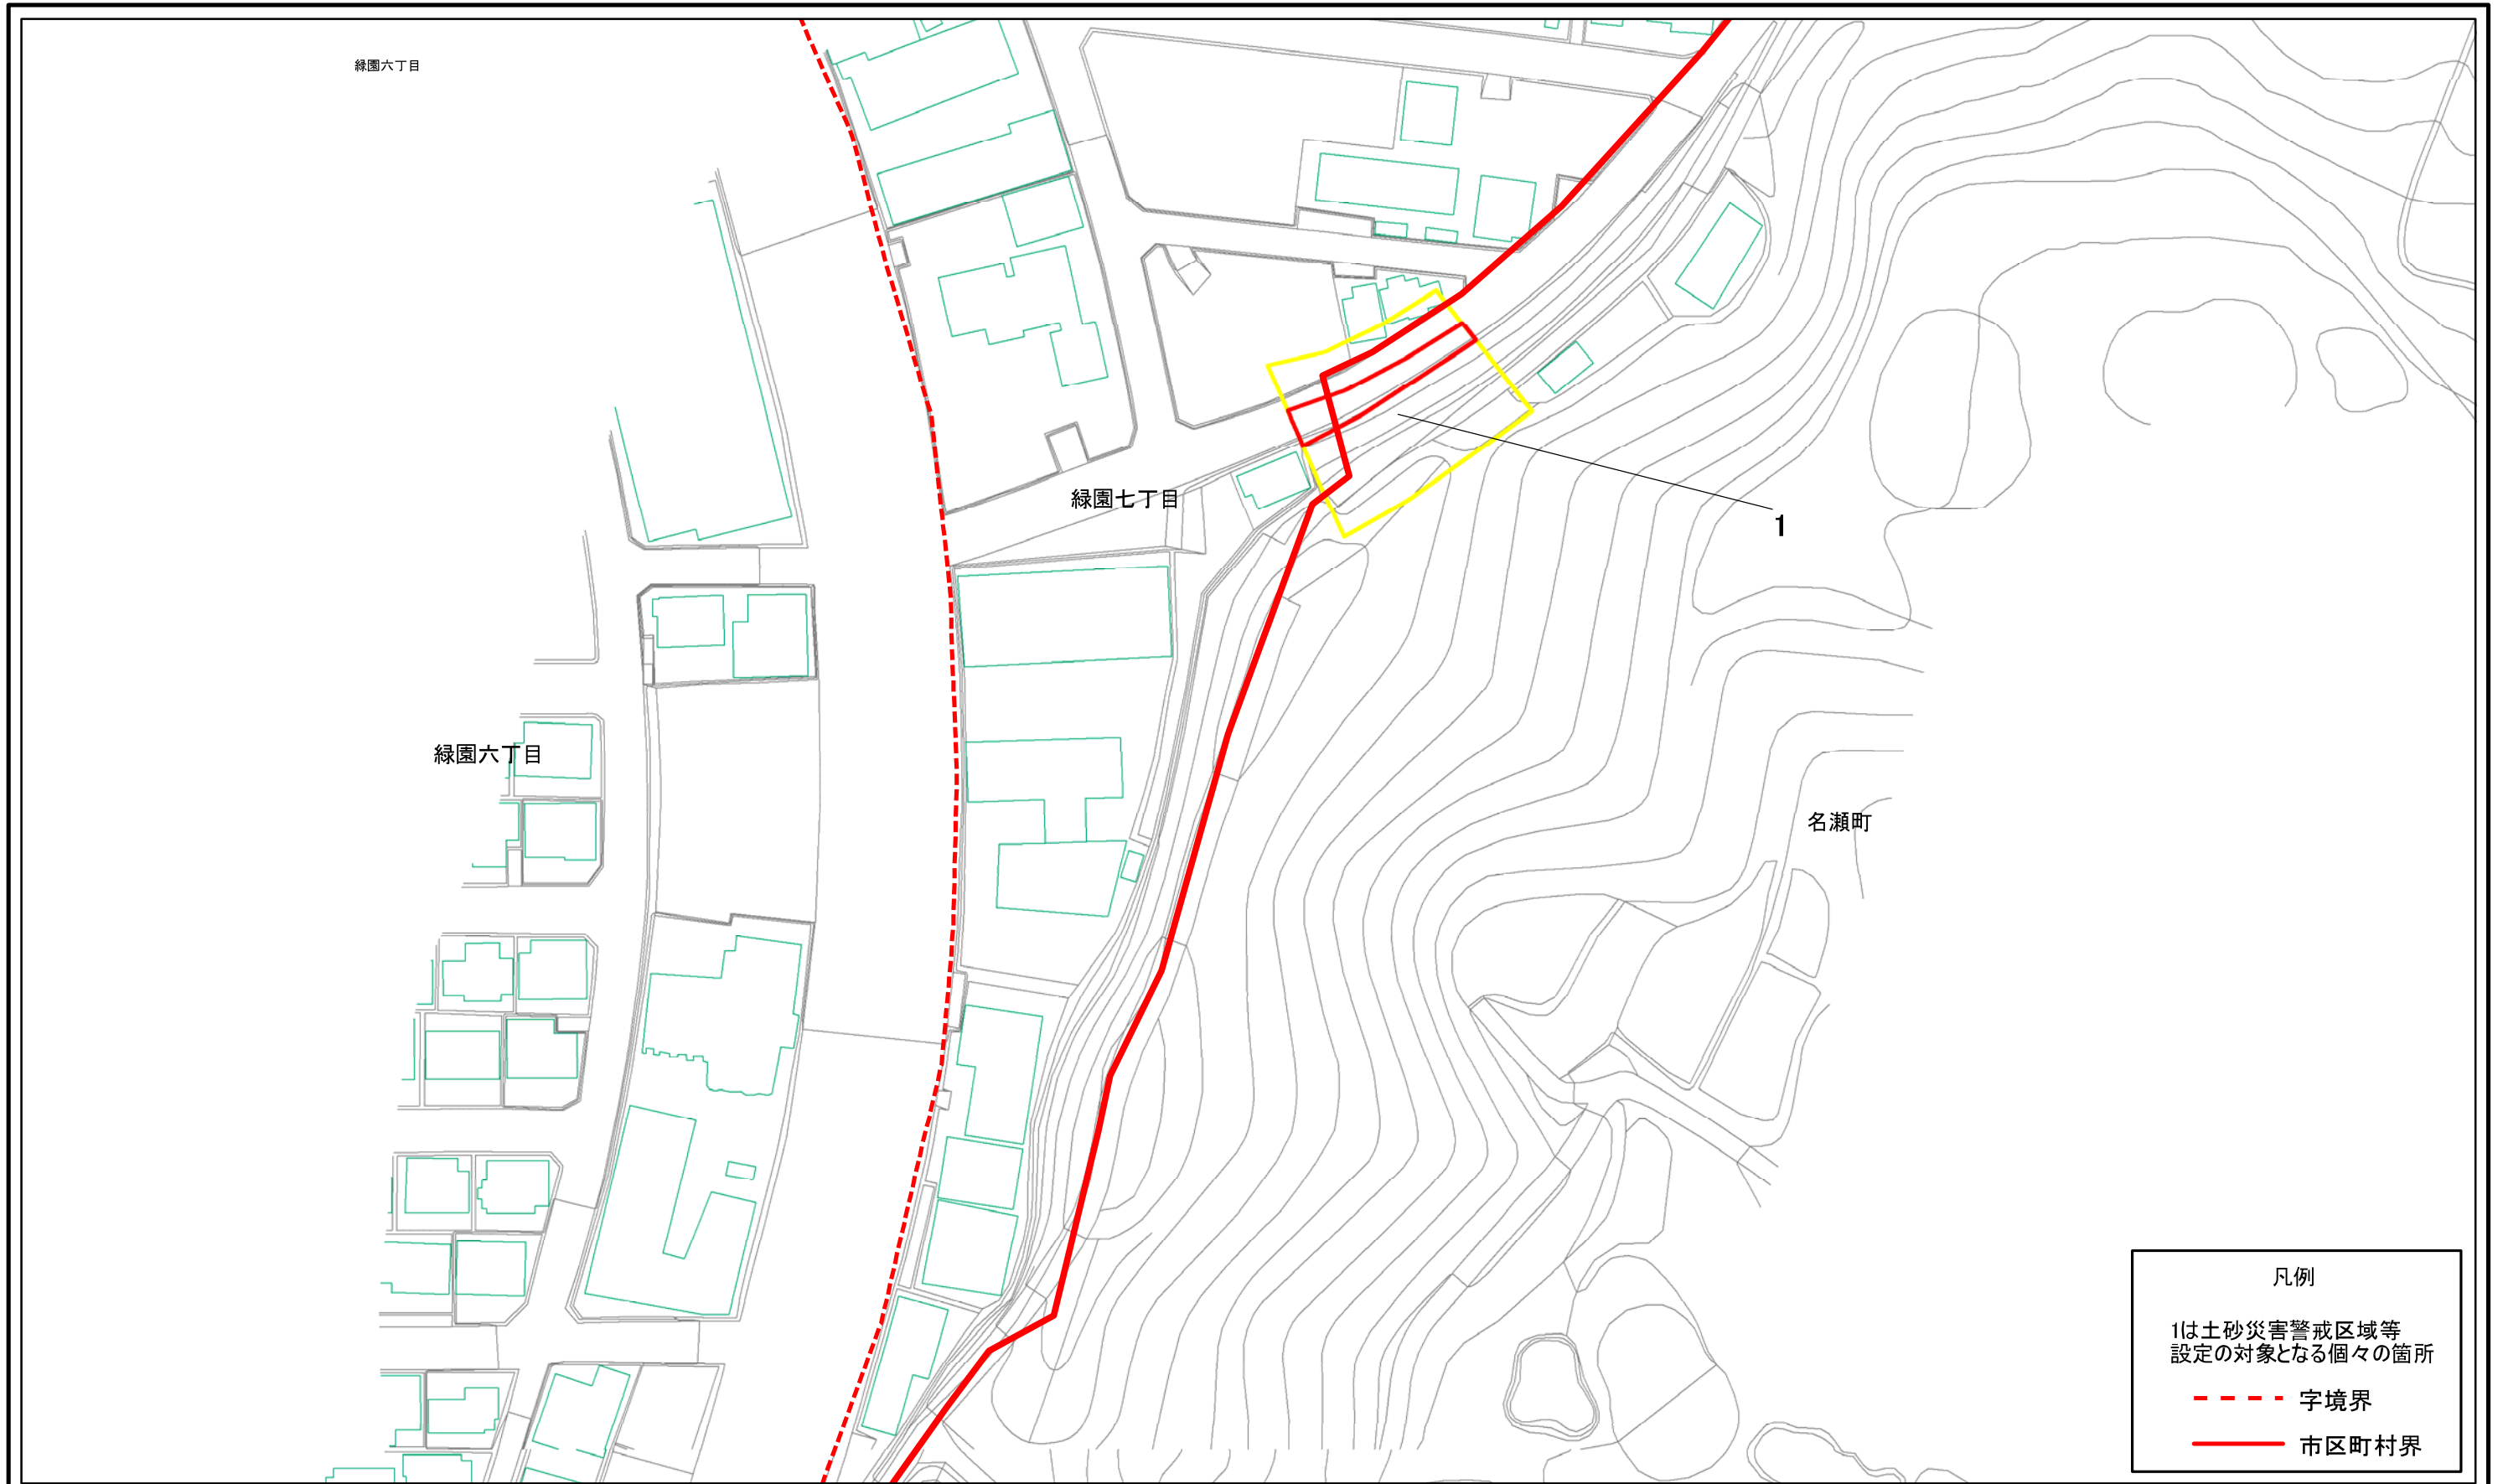 緑園六丁目
緑園七丁目
1
緑園六丁目
名瀬町
凡例
1は土砂災害警戒区域等
設定の対象となる個々の箇所
字境界
市区町村界